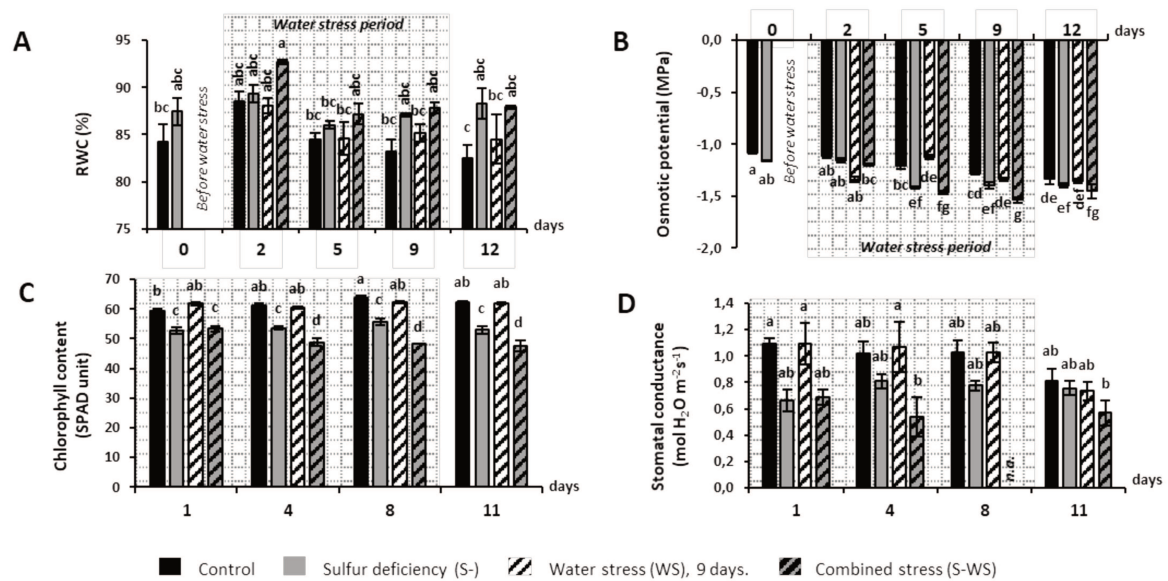 A
Water stress period
RWC (%)
95
90
85
80
75
bc
abc
Before water stress
abc
abc
abc
a
bc
bc
bc
abc
bc
abc
bc
abc
c
abc
bc
abc
days
0 2 5 9 12
B
0 2 5 9 12 days
Osmotic potential (MPa)
0,0
-0,5
-1,0
-1,5
-2,0
a
ab
Before water stress
ab
ab
ab
bc
bc
ef
de
fg
cd
ef
de
g
de
ef
def
fg
Water stress period
C
Chlorophyll content
(SPAD unit)
70
60
50
40
30
20
10
0
b
c
ab
c
ab
c
ab
d
a
c
ab
d
ab
c
ab
d
days
1 4 8 11
D
Stomatal conductance
(mol H2O m⁻²s⁻¹)
1,4
1,2
1,0
0,8
0,6
0,4
0,2
0,0
a
ab
a
ab
ab
ab
a
b
ab
ab
ab
n.a.
ab
ab
ab
b
days
1 4 8 11
Control Sulfur deficiency (S-) Water stress (WS), 9 days. Combined stress (S-WS)